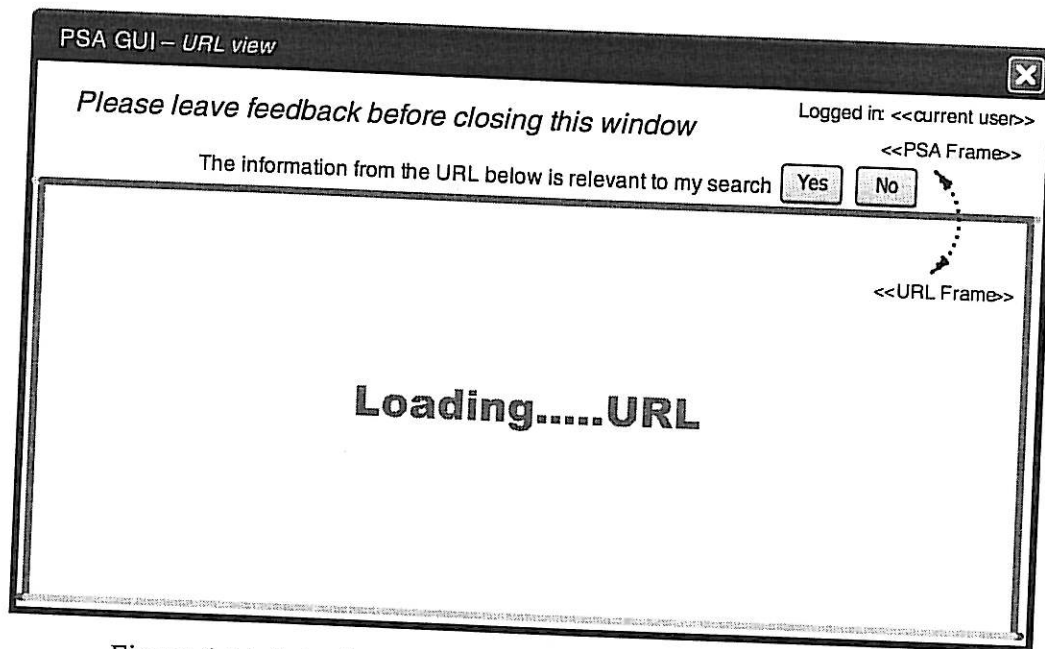 PSA GUI – URL view
Please leave feedback before closing this window
Logged in: <<current user>>
<<PSA Frame>>
The information from the URL below is relevant to my search Yes No
<<URL Frame>>
Loading.....URL